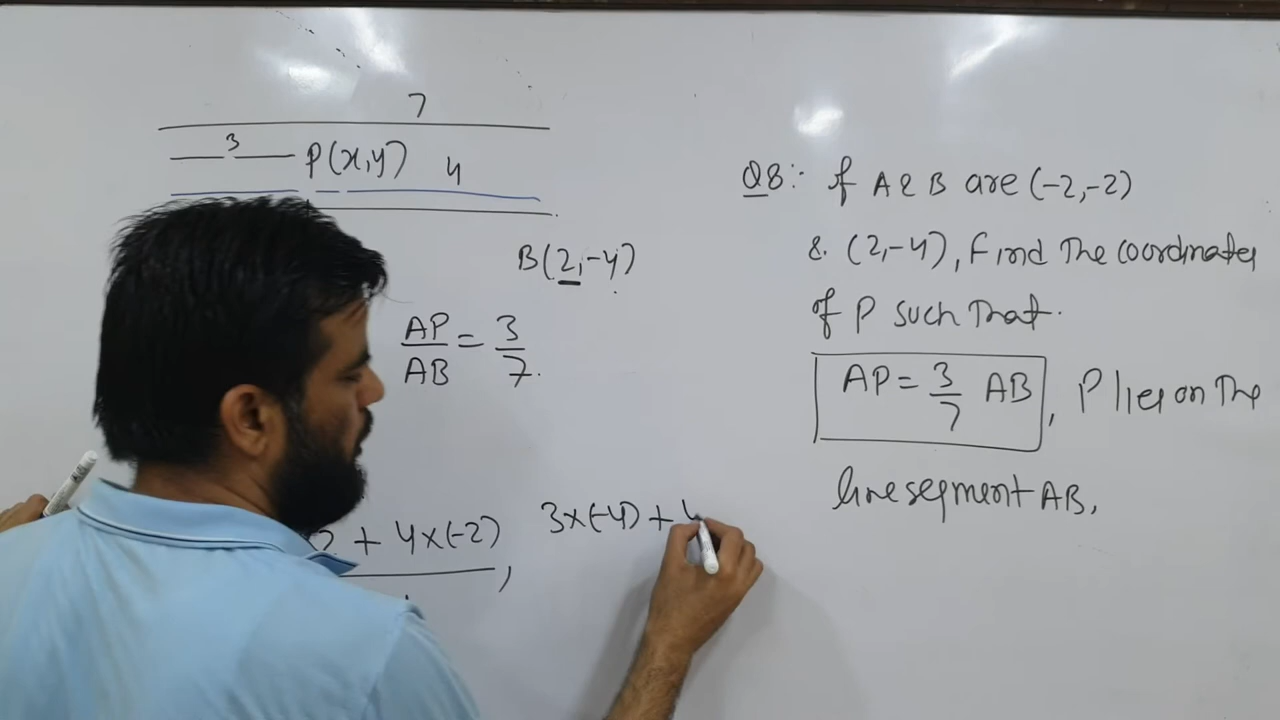 7
3 P(x,y) 4
B(2,-4)
AP/AB = 3/7.
2 + 4x(-2), 3x(-4) + 4
Q8:- if A & B are (-2,-2)
& (2,-4), Find The coordinates
of P such that.
AP = 3/7 AB, P lies on The
line segment AB,